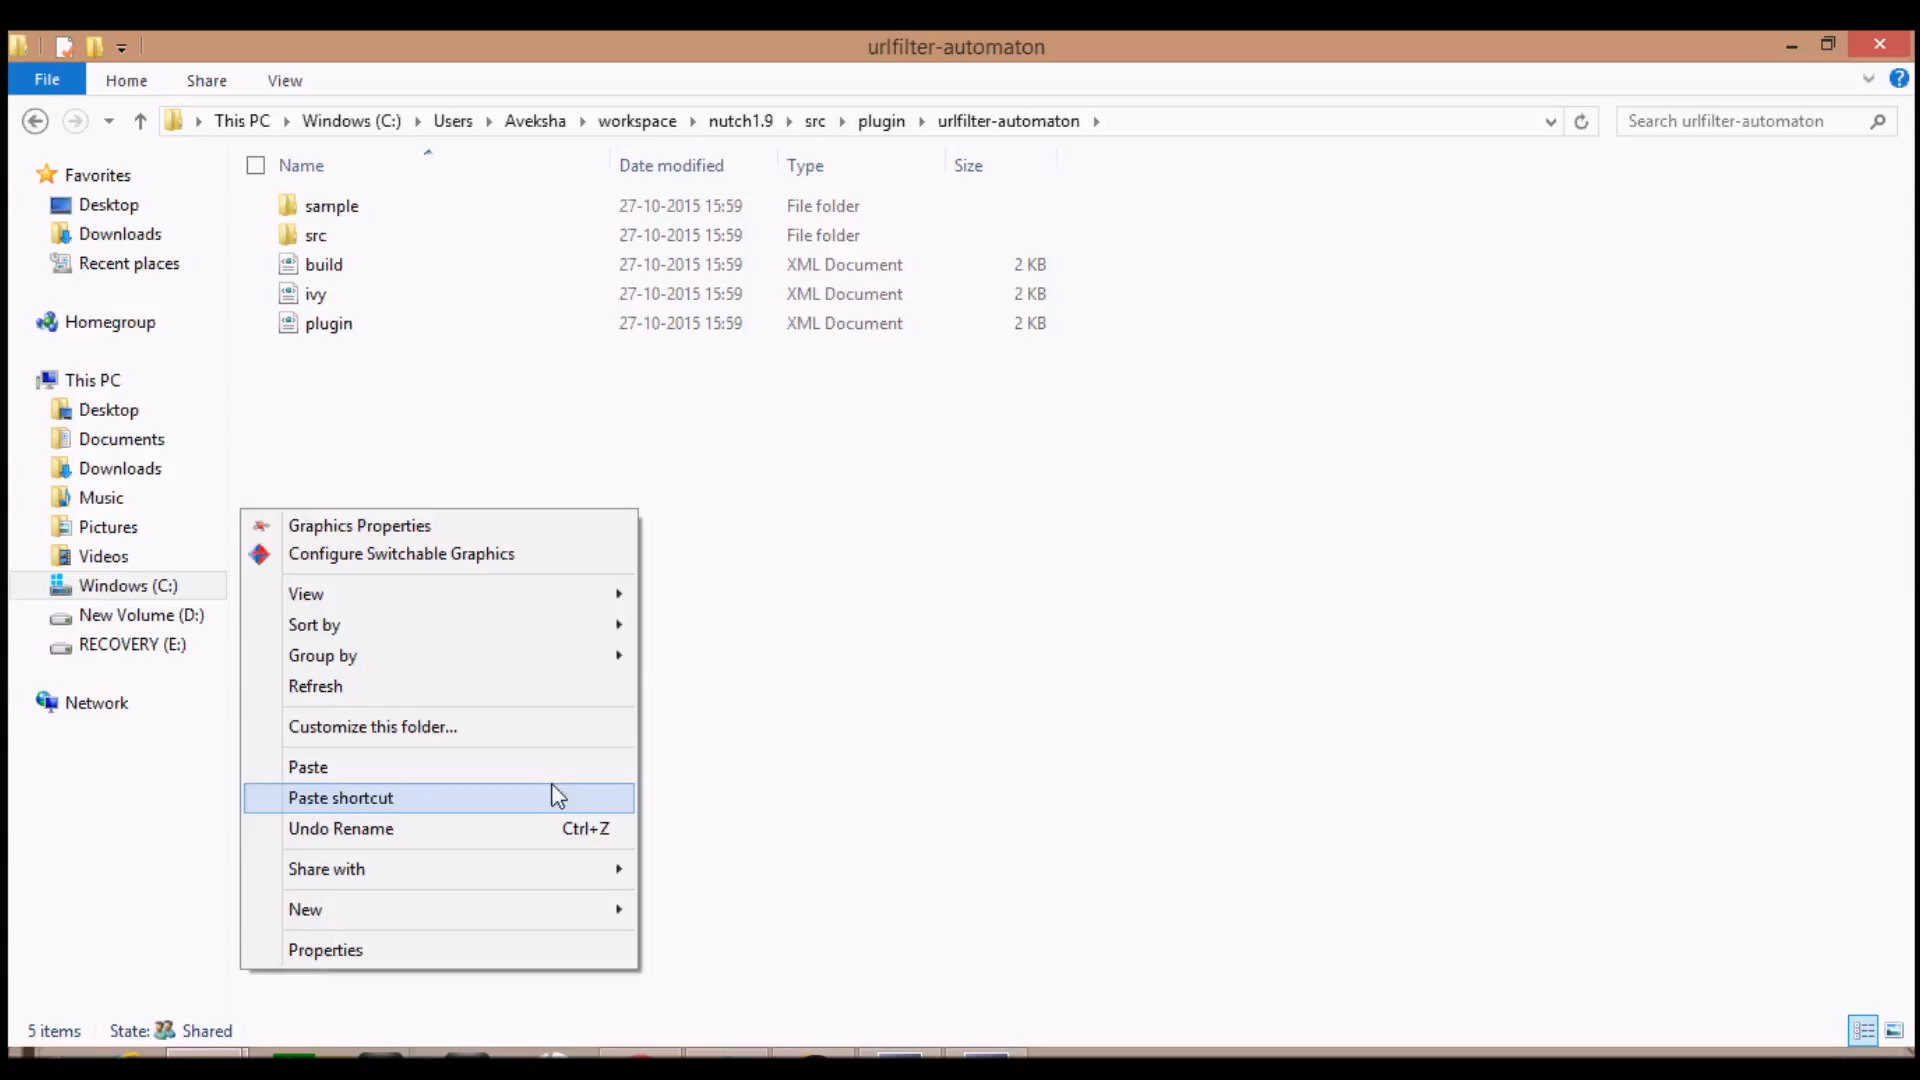 urlfilter-automaton
File Home Share View
This PC Windows (C:) Users Aveksha workspace nutch1.9 src plugin urlfilter-automaton Search urlfilter-automaton
Name Date modified Type Size
Favorites
Desktop
Downloads
Recent places
Homegroup
This PC
Desktop
Documents
Downloads
Music
Pictures
Videos
Windows (C:)
New Volume (D:)
RECOVERY (E:)
Network
sample 27-10-2015 15:59 File folder
src 27-10-2015 15:59 File folder
build 27-10-2015 15:59 XML Document 2 KB
ivy 27-10-2015 15:59 XML Document 2 KB
plugin 27-10-2015 15:59 XML Document 2 KB
Graphics Properties
Configure Switchable Graphics
View
Sort by
Group by
Refresh
Customize this folder...
Paste
Paste shortcut
Undo Rename Ctrl+Z
Share with
New
Properties
5 items State: Shared